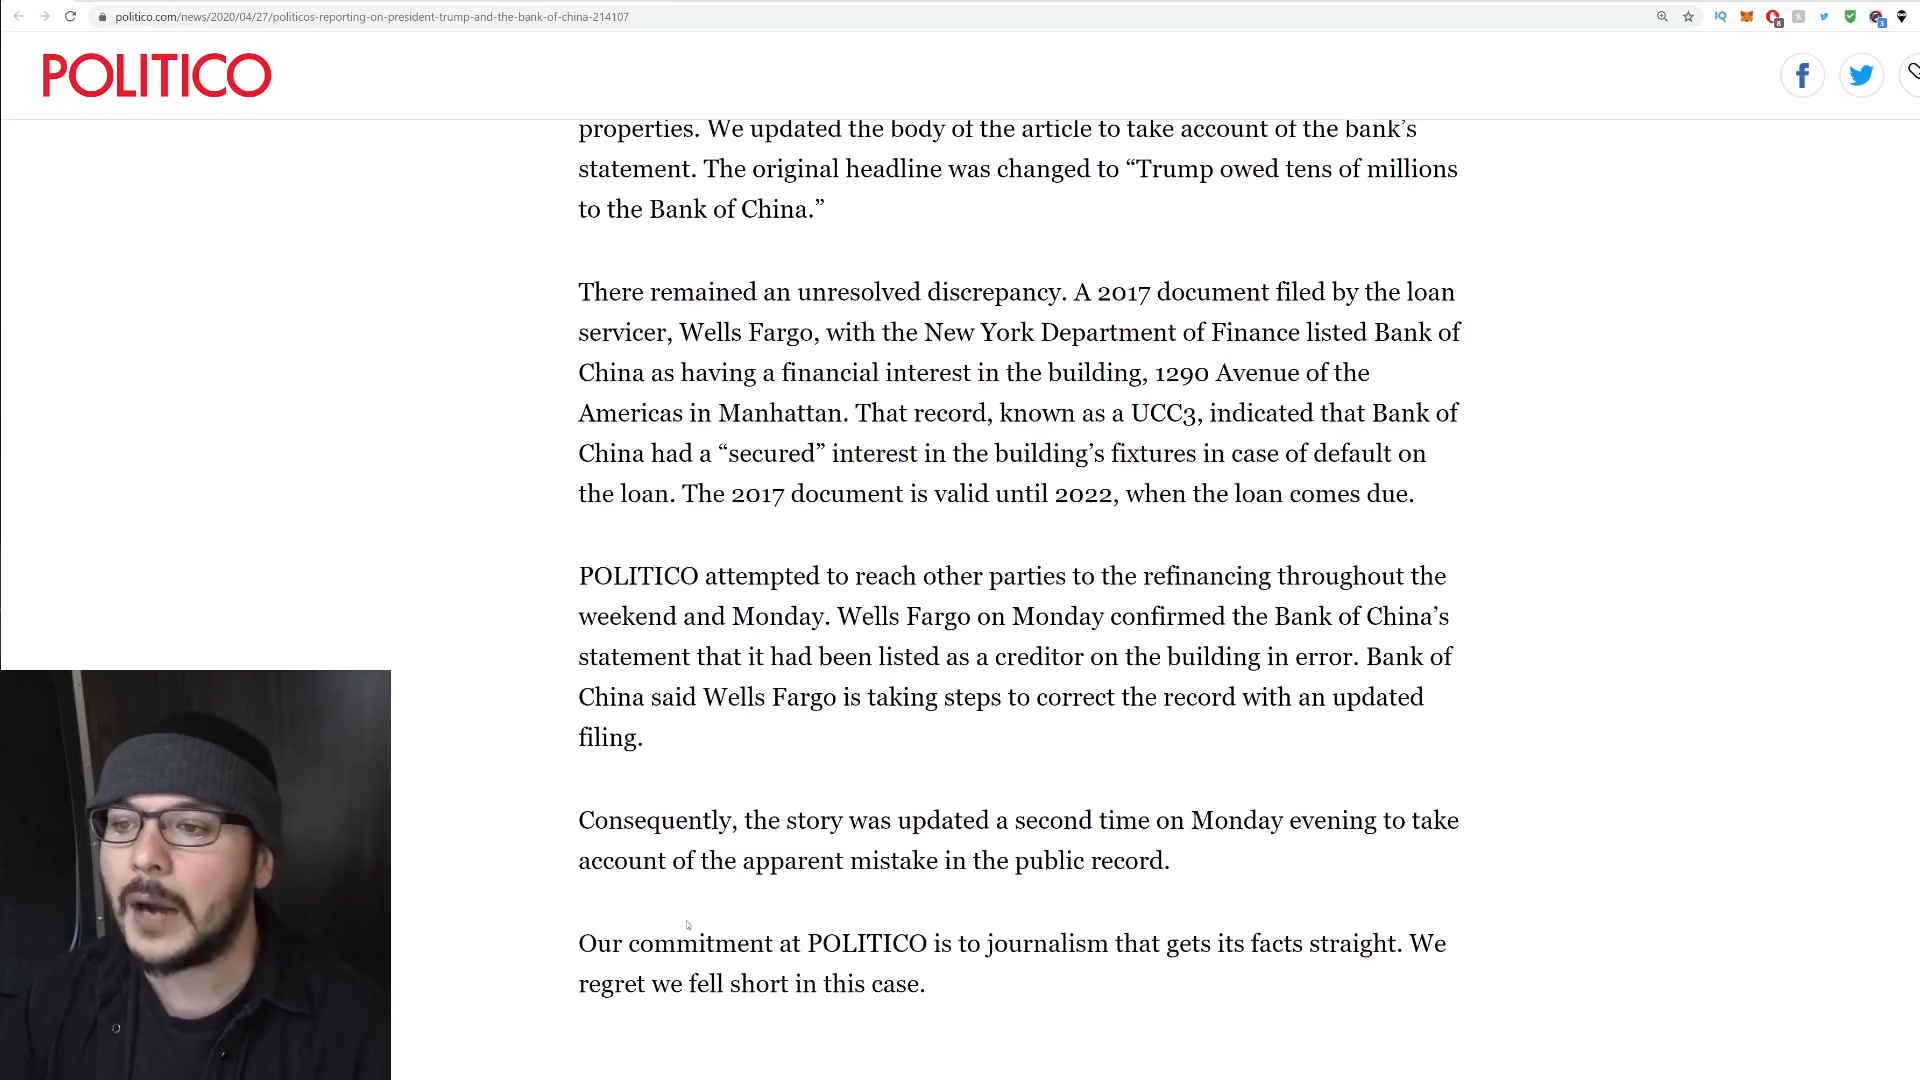 politico.com/news/2020/04/27/politicos-reporting-on-president-trump-and-the-bank-of-china-214107
IQ
8
3
POLITICO
properties. We updated the body of the article to take account of the bank’s
statement. The original headline was changed to “Trump owed tens of millions
to the Bank of China.”
There remained an unresolved discrepancy. A 2017 document filed by the loan
servicer, Wells Fargo, with the New York Department of Finance listed Bank of
China as having a financial interest in the building, 1290 Avenue of the
Americas in Manhattan. That record, known as a UCC3, indicated that Bank of
China had a “secured” interest in the building’s fixtures in case of default on
the loan. The 2017 document is valid until 2022, when the loan comes due.
POLITICO attempted to reach other parties to the refinancing throughout the
weekend and Monday. Wells Fargo on Monday confirmed the Bank of China’s
statement that it had been listed as a creditor on the building in error. Bank of
China said Wells Fargo is taking steps to correct the record with an updated
filing.
Consequently, the story was updated a second time on Monday evening to take
account of the apparent mistake in the public record.
Our commitment at POLITICO is to journalism that gets its facts straight. We
regret we fell short in this case.